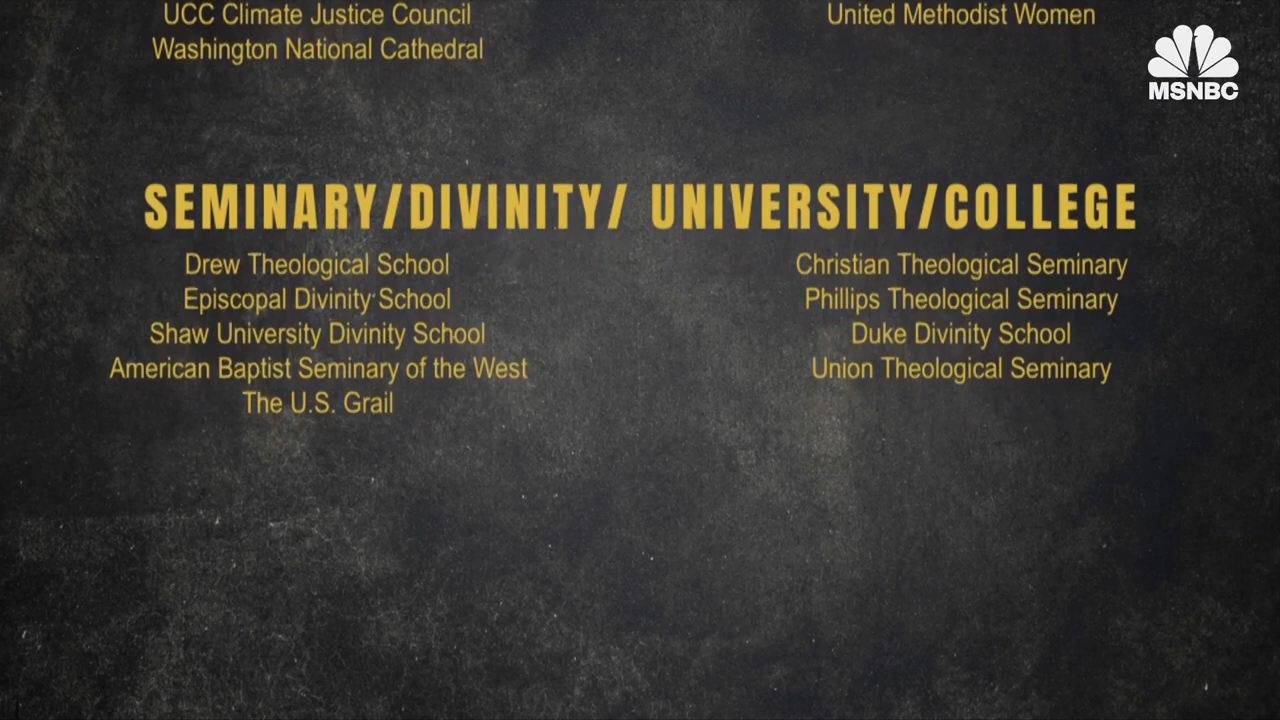 UCC Climate Justice Council
Washington National Cathedral
United Methodist Women
MSNBC
SEMINARY/DIVINITY/ UNIVERSITY/COLLEGE
Drew Theological School
Episcopal Divinity School
Shaw University Divinity School
American Baptist Seminary of the West
The U.S. Grail
Christian Theological Seminary
Phillips Theological Seminary
Duke Divinity School
Union Theological Seminary